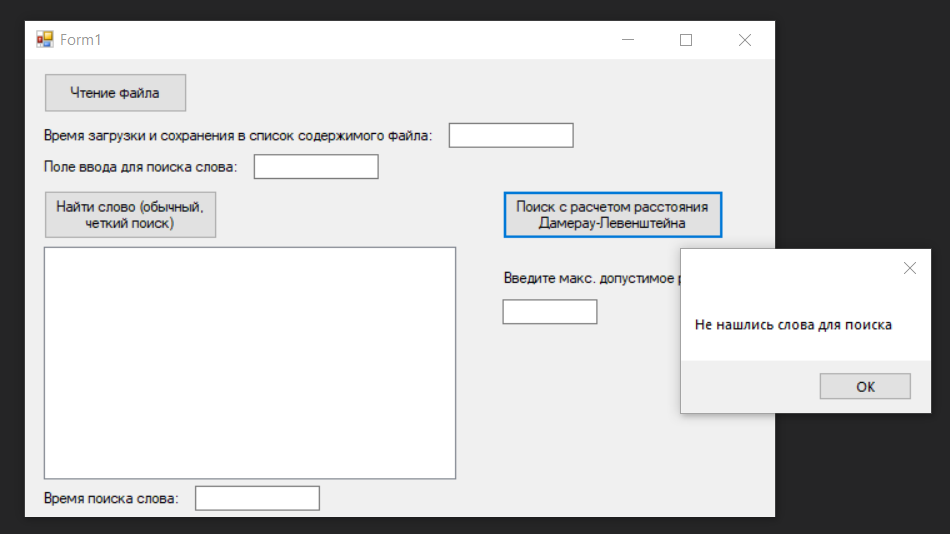 Form1
Чтение файла
Время загрузки и сохранения в список содержимого файла:
Поле ввода для поиска слова:
Найти слово (обычный,
четкий поиск)
Поиск с расчетом расстояния
Дамерау-Левенштейна
Введите макс. допустимое
Не нашлись слова для поиска
ОК
Время поиска слова: